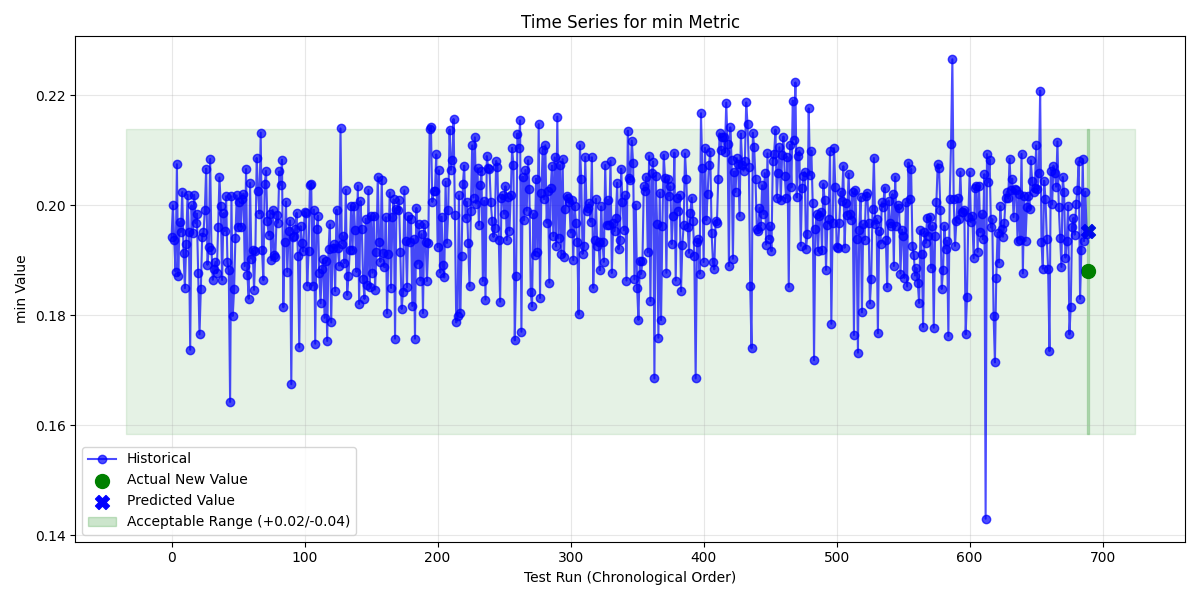 Time Series for min Metric
min Value
0.22
0.20
0.18
0.16
0.14
Historical
Actual New Value
Predicted Value
Acceptable Range (+0.02/-0.04)
0 100 200 300 400 500 600 700
Test Run (Chronological Order)